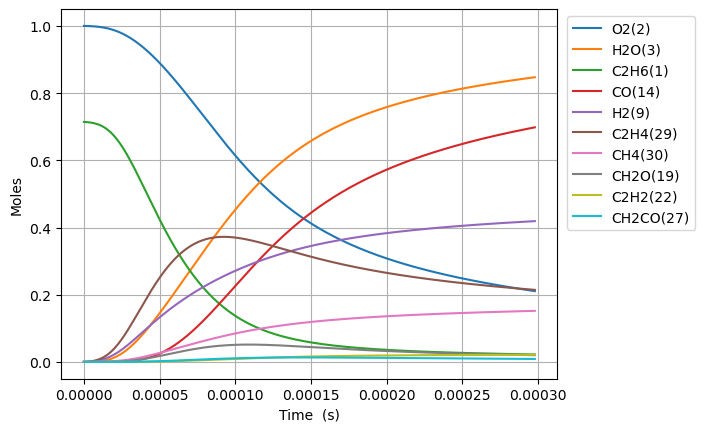 1.0
0.8
0.6
0.4
0.2
0.0
Moles
0.00000 0.00005 0.00010 0.00015 0.00020 0.00025 0.00030
Time (s)
O2(2)
H2O(3)
C2H6(1)
CO(14)
H2(9)
C2H4(29)
CH4(30)
CH2O(19)
C2H2(22)
CH2CO(27)